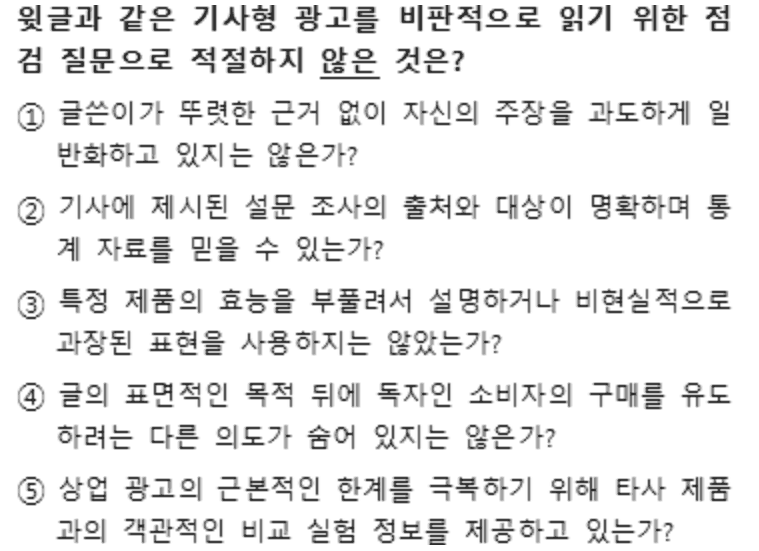 윗글과 같은 기사형 광고를 비판적으로 읽기 위한 점
검 질문으로 적절하지 않은 것은?
① 글쓴이가 뚜렷한 근거 없이 자신의 주장을 과도하게 일
반화하고 있지는 않은가?
② 기사에 제시된 설문 조사의 출처와 대상이 명확하며 통
계 자료를 믿을 수 있는가?
③ 특정 제품의 효능을 부풀려서 설명하거나 비현실적으로
과장된 표현을 사용하지는 않았는가?
④ 글의 표면적인 목적 뒤에 독자인 소비자의 구매를 유도
하려는 다른 의도가 숨어 있지는 않은가?
⑤ 상업 광고의 근본적인 한계를 극복하기 위해 타사 제품
과의 객관적인 비교 실험 정보를 제공하고 있는가?